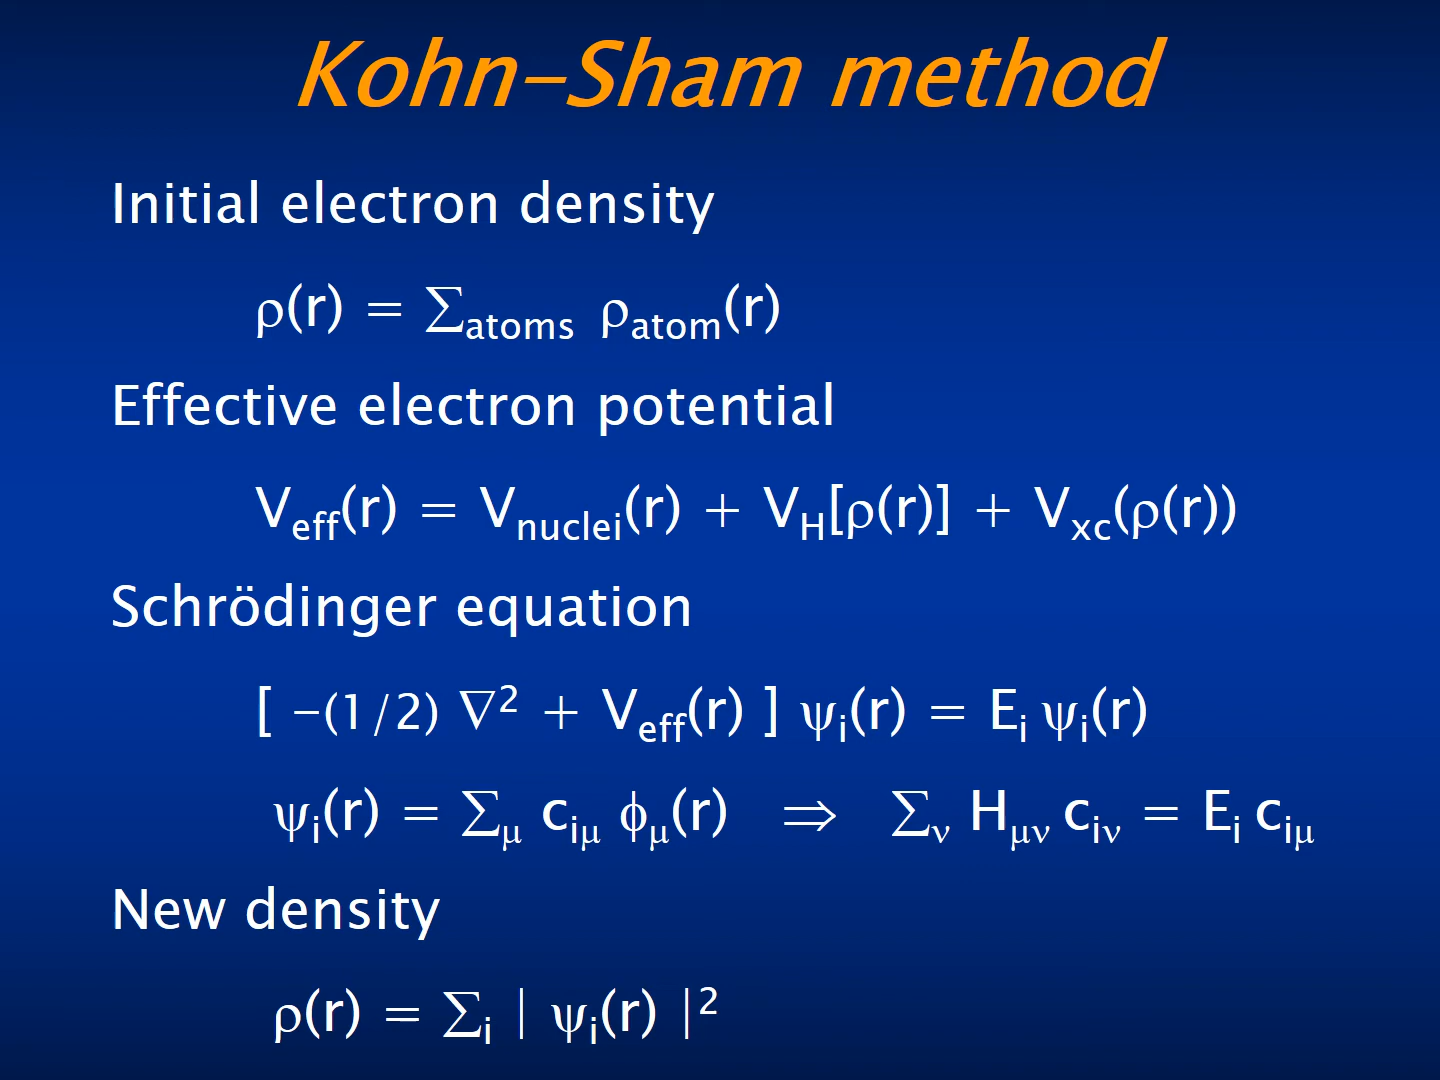 Kohn-Sham method
Initial electron density
ρ(r) = Σatoms ρatom(r)
Effective electron potential
Veff(r) = Vnuclei(r) + VH[ρ(r)] + Vxc(ρ(r))
Schrödinger equation
[ -(1/2) ∇² + Veff(r) ] ψi(r) = Ei ψi(r)
ψi(r) = Σμ ciμ ϕμ(r) ⇒ Σν Hμν ciν = Ei ciμ
New density
ρ(r) = Σi | ψi(r) |²